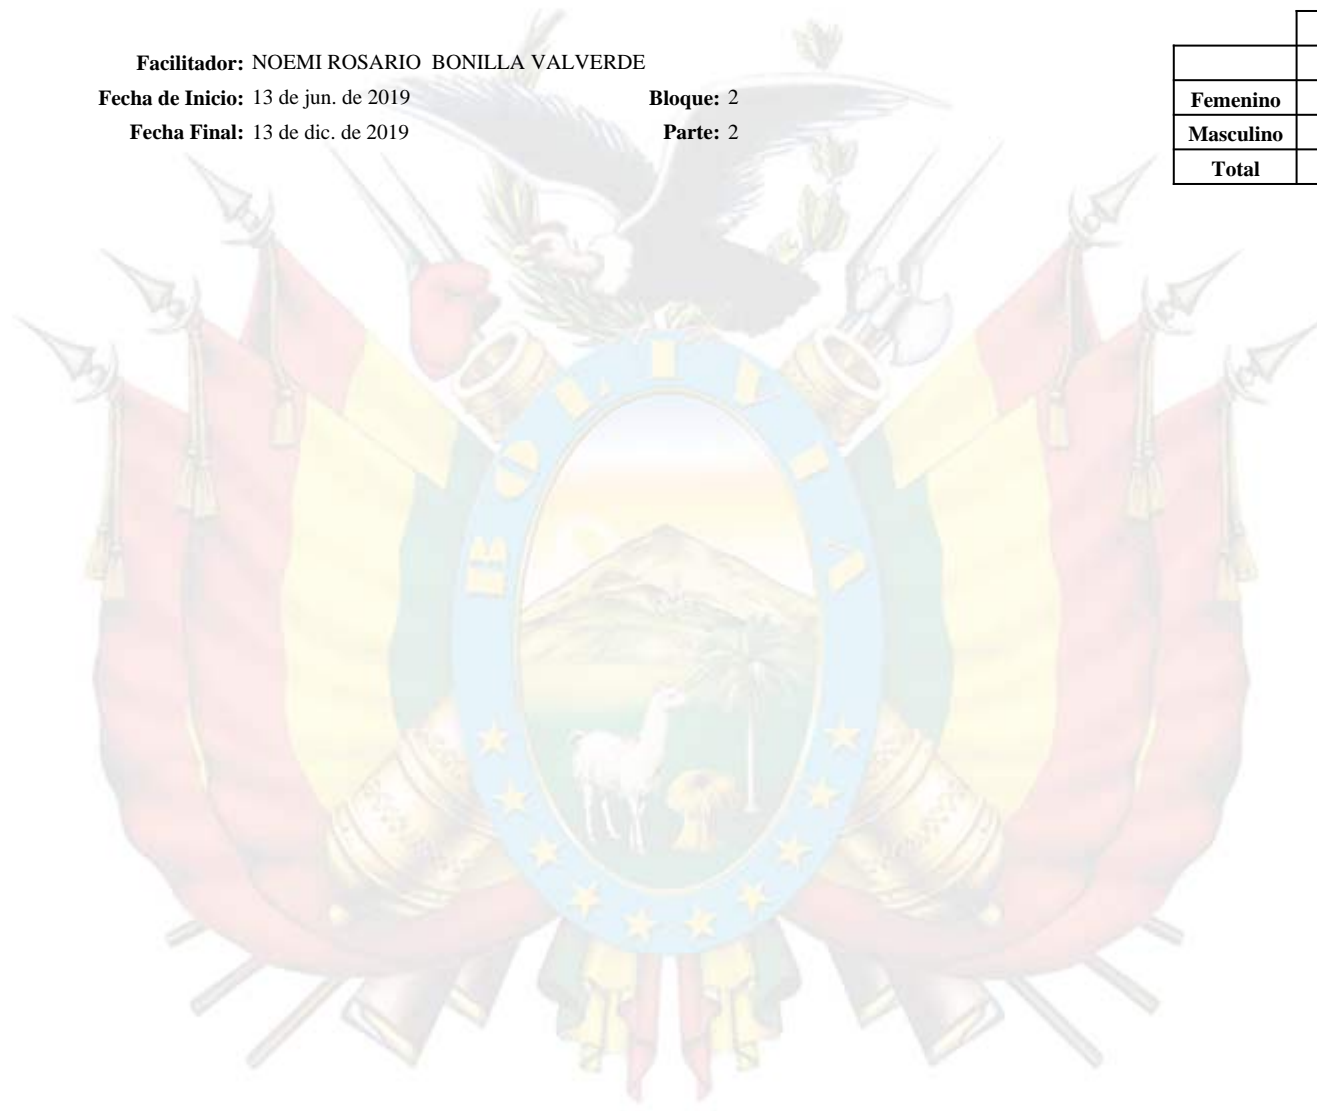 Facilitador: NOEMI ROSARIO BONILLA VALVERDE
Fecha de Inicio: 13 de jun. de 2019 Bloque: 2
Fecha Final: 13 de dic. de 2019 Parte: 2
Femenino
Masculino
Total
BOLIVIA